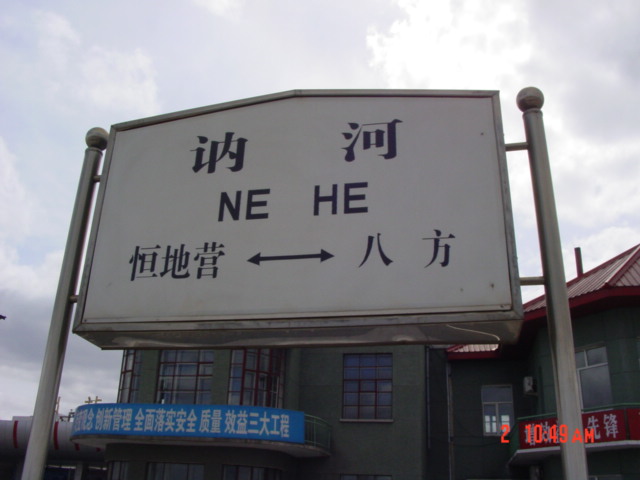 讷 河
NE HE
恒地营 ⟷ 八 方
念 创新管理 全面落实安全 质量 效益三大工程
先锋
2 10:49 AM